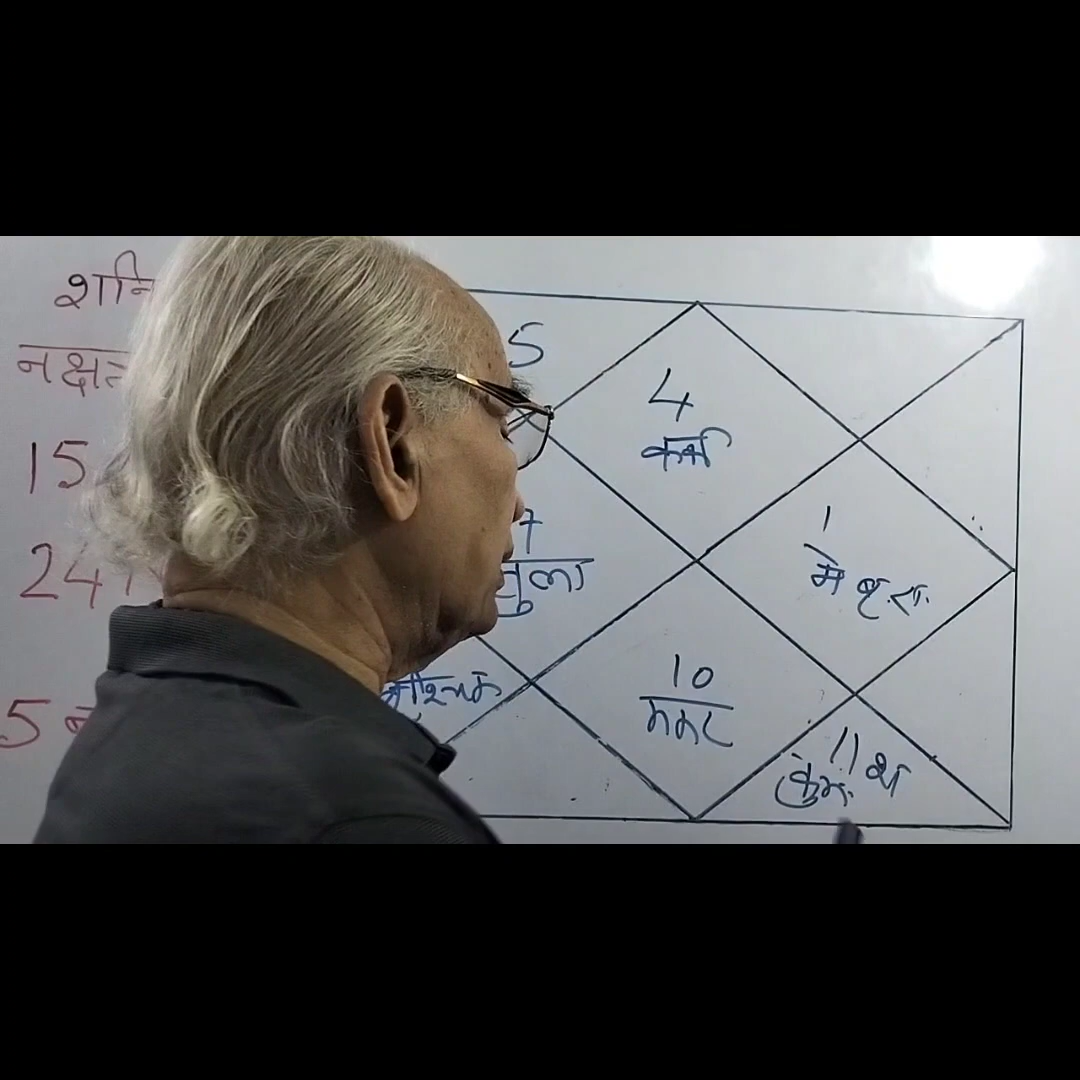 शनि
नक्षत
15
24
5 न
5
4
कर्क
7
तुला
1
मे बृ. रा.
वृश्चिक
10
मकर
11 श
कुंभ